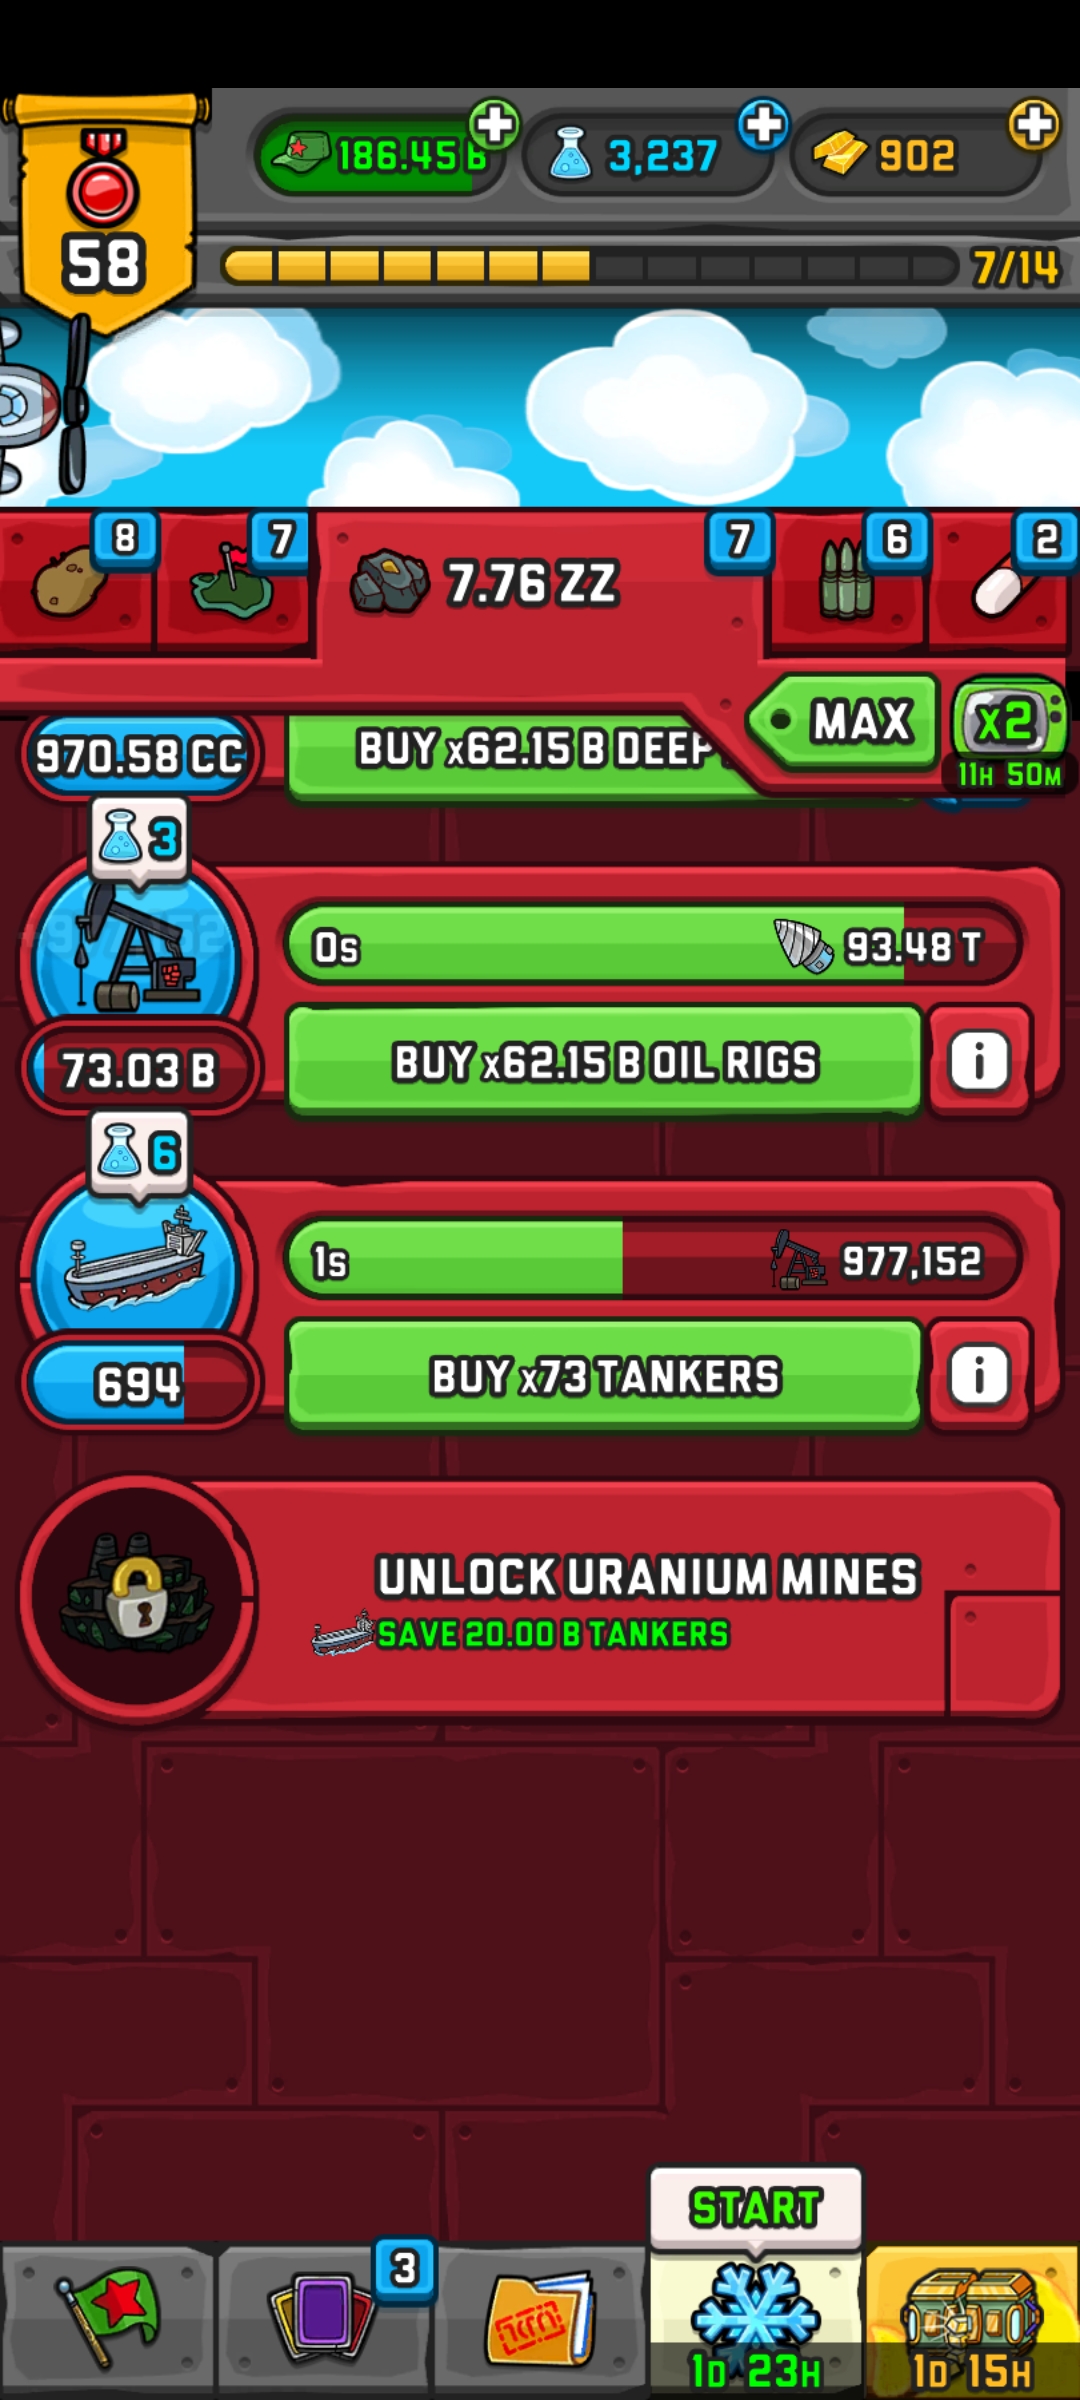 58
186.45 B
3,237
902
7/14
8
7
7.76 ZZ
7
6
2
MAX
x2
11H 50M
970.58 CC
BUY x62.15 B DEEP
3
0s
93.48 T
73.03 B
BUY x62.15 B OIL RIGS
i
6
1s
977,152
694
BUY x73 TANKERS
i
UNLOCK URANIUM MINES
SAVE 20.00 B TANKERS
START
3
1D 23H
1D 15H